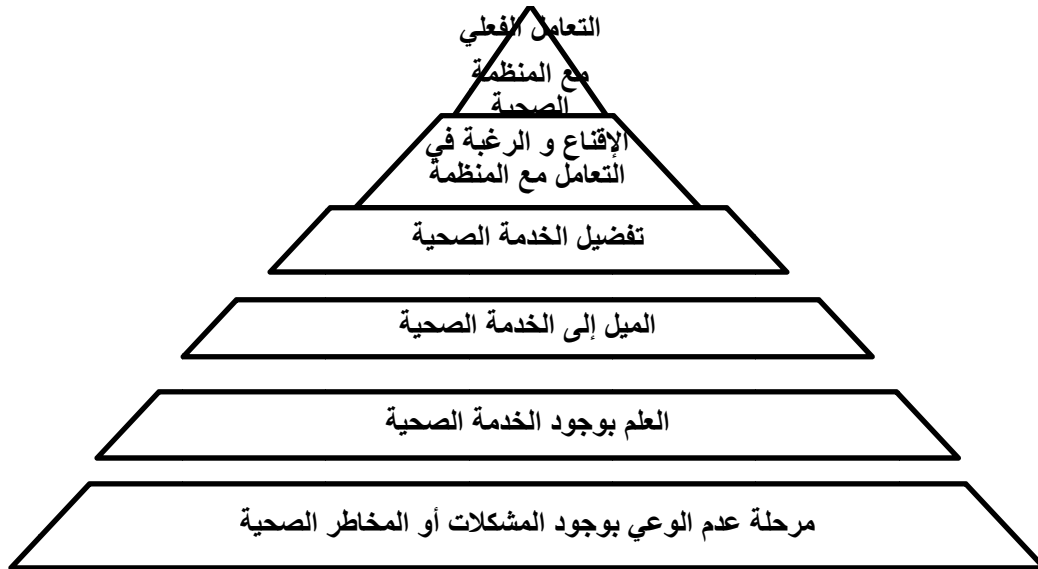 التعامل الفعلي
مع المنظمة
الصحية
الإقناع و الرغبة في
التعامل مع المنظمة
تفضيل الخدمة الصحية
الميل إلى الخدمة الصحية
العلم بوجود الخدمة الصحية
مرحلة عدم الوعي بوجود المشكلات أو المخاطر الصحية